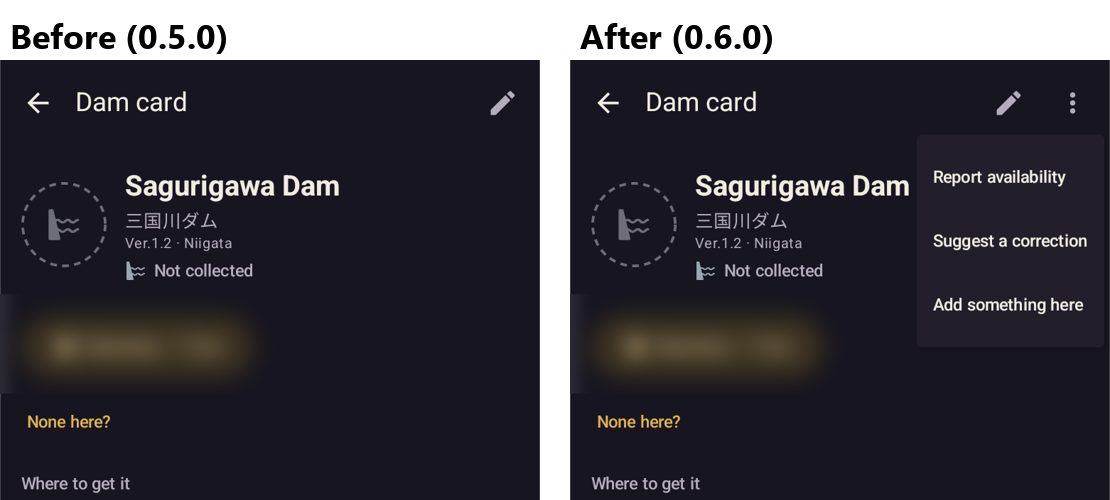 Before (0.5.0)
Dam card
Sagurigawa Dam
三国川ダム
Ver.1.2 · Niigata
Not collected
None here?
Where to get it
After (0.6.0)
Dam card
Report availability
Suggest a correction
Add something here
Sagurigawa Dam
三国川ダム
Ver.1.2 · Niigata
Not collected
None here?
Where to get it